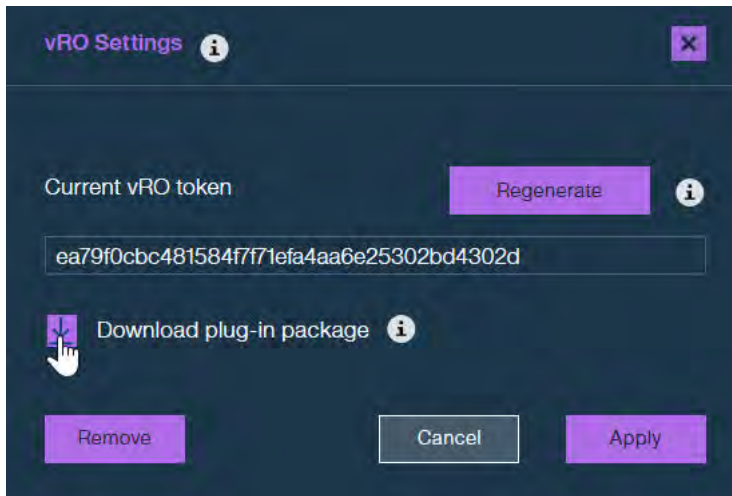 vRO Settings
Current vRO token
Regenerate
ea79f0cbc481584f7f71efa4aa6e25302bd4302d
Download plug-in package
Remove
Cancel
Apply